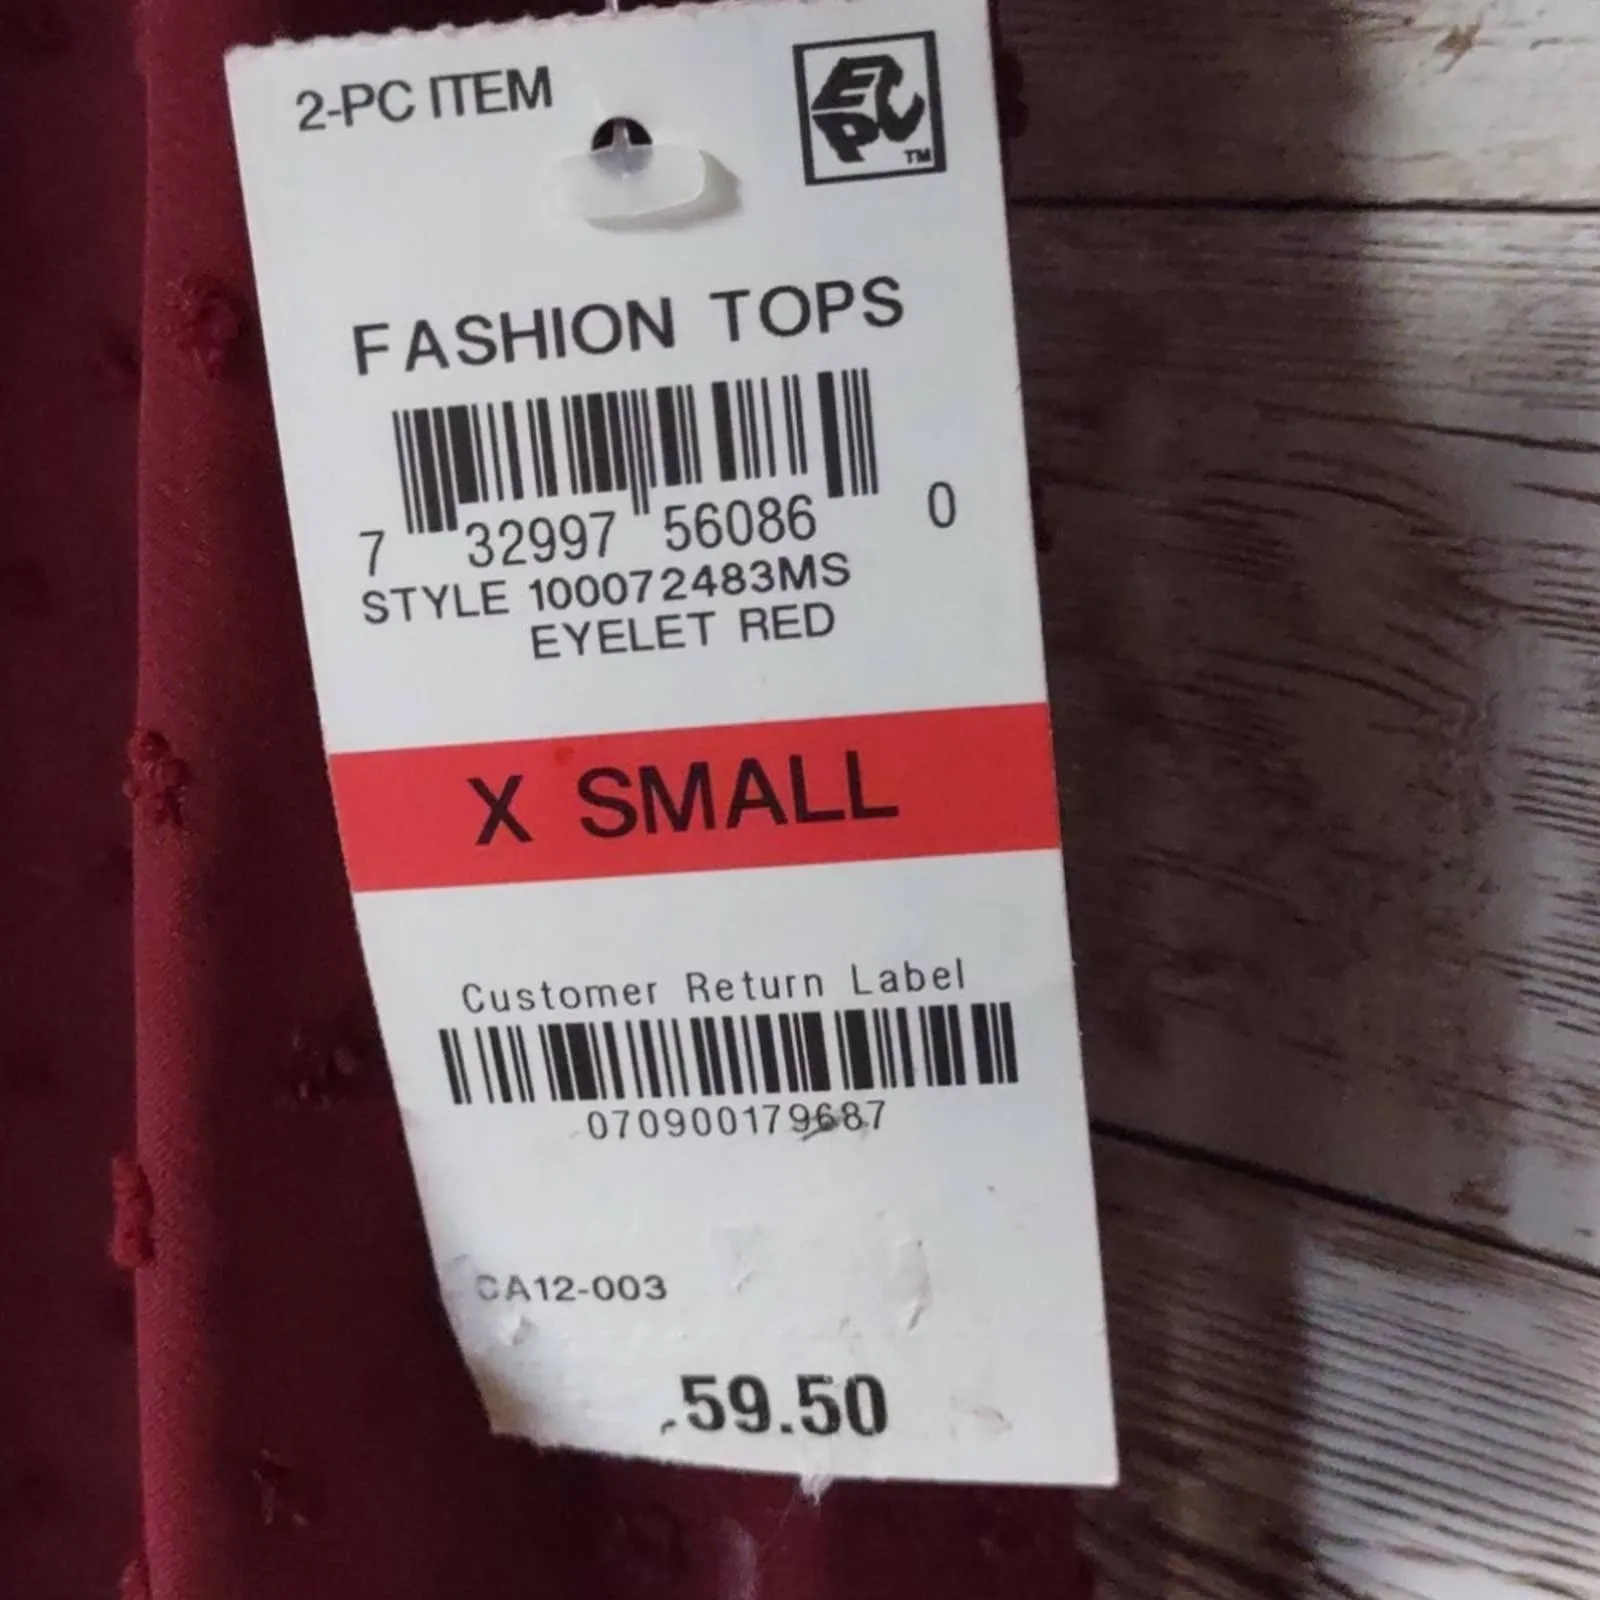 2-PC ITEM
EPC
TM
FASHION TOPS
7 32997 56086 0
STYLE 100072483MS
EYELET RED
X SMALL
Customer Return Label
070900179687
CA12-003
59.50